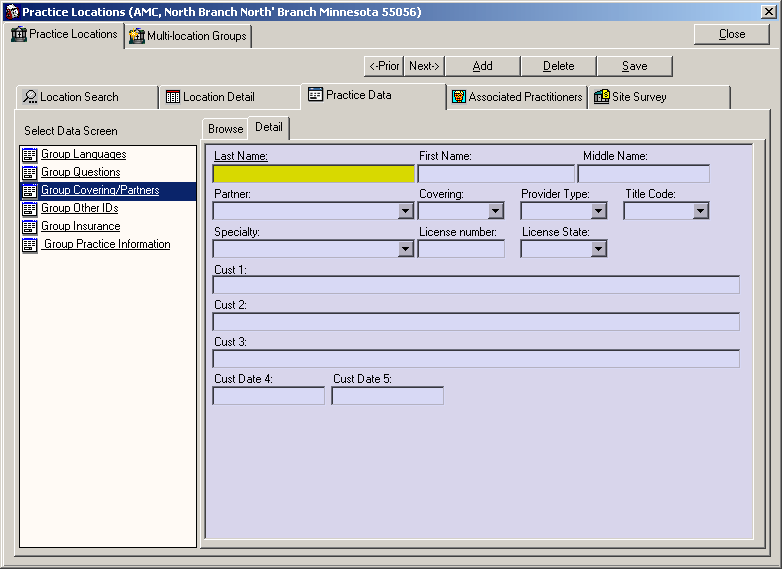 Practice Locations (AMC, North Branch North' Branch Minnesota 55056)
Practice Locations Multi-location Groups Close
<-Prior Next-> Add Delete Save
Location Search Location Detail Practice Data Associated Practitioners Site Survey
Select Data Screen
Group Languages
Group Questions
Group Covering/Partners
Group Other IDs
Group Insurance
Group Practice Information
Browse Detail
Last Name: First Name: Middle Name:
Partner: Covering: Provider Type: Title Code:
Specialty: License number: License State:
Cust 1:
Cust 2:
Cust 3:
Cust Date 4: Cust Date 5: